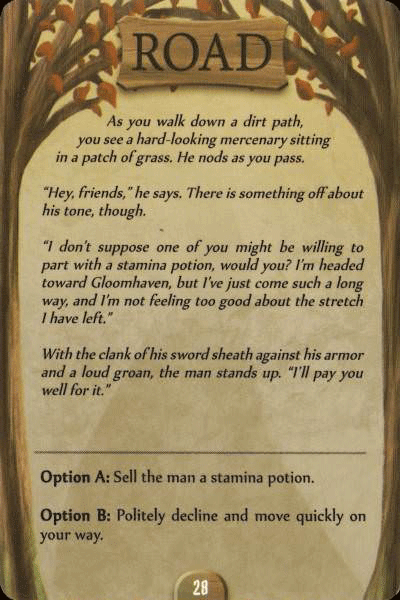 ROAD
As you walk down a dirt path,
you see a hard-looking mercenary sitting
in a patch of grass. He nods as you pass.
“Hey, friends,” he says. There is something off about
his tone, though.
“I don’t suppose one of you might be willing to
part with a stamina potion, would you? I’m headed
toward Gloomhaven, but I’ve just come such a long
way, and I’m not feeling too good about the stretch
I have left.”
With the clank of his sword sheath against his armor
and a loud groan, the man stands up. “I’ll pay you
well for it.”
Option A: Sell the man a stamina potion.
Option B: Politely decline and move quickly on
your way.
28